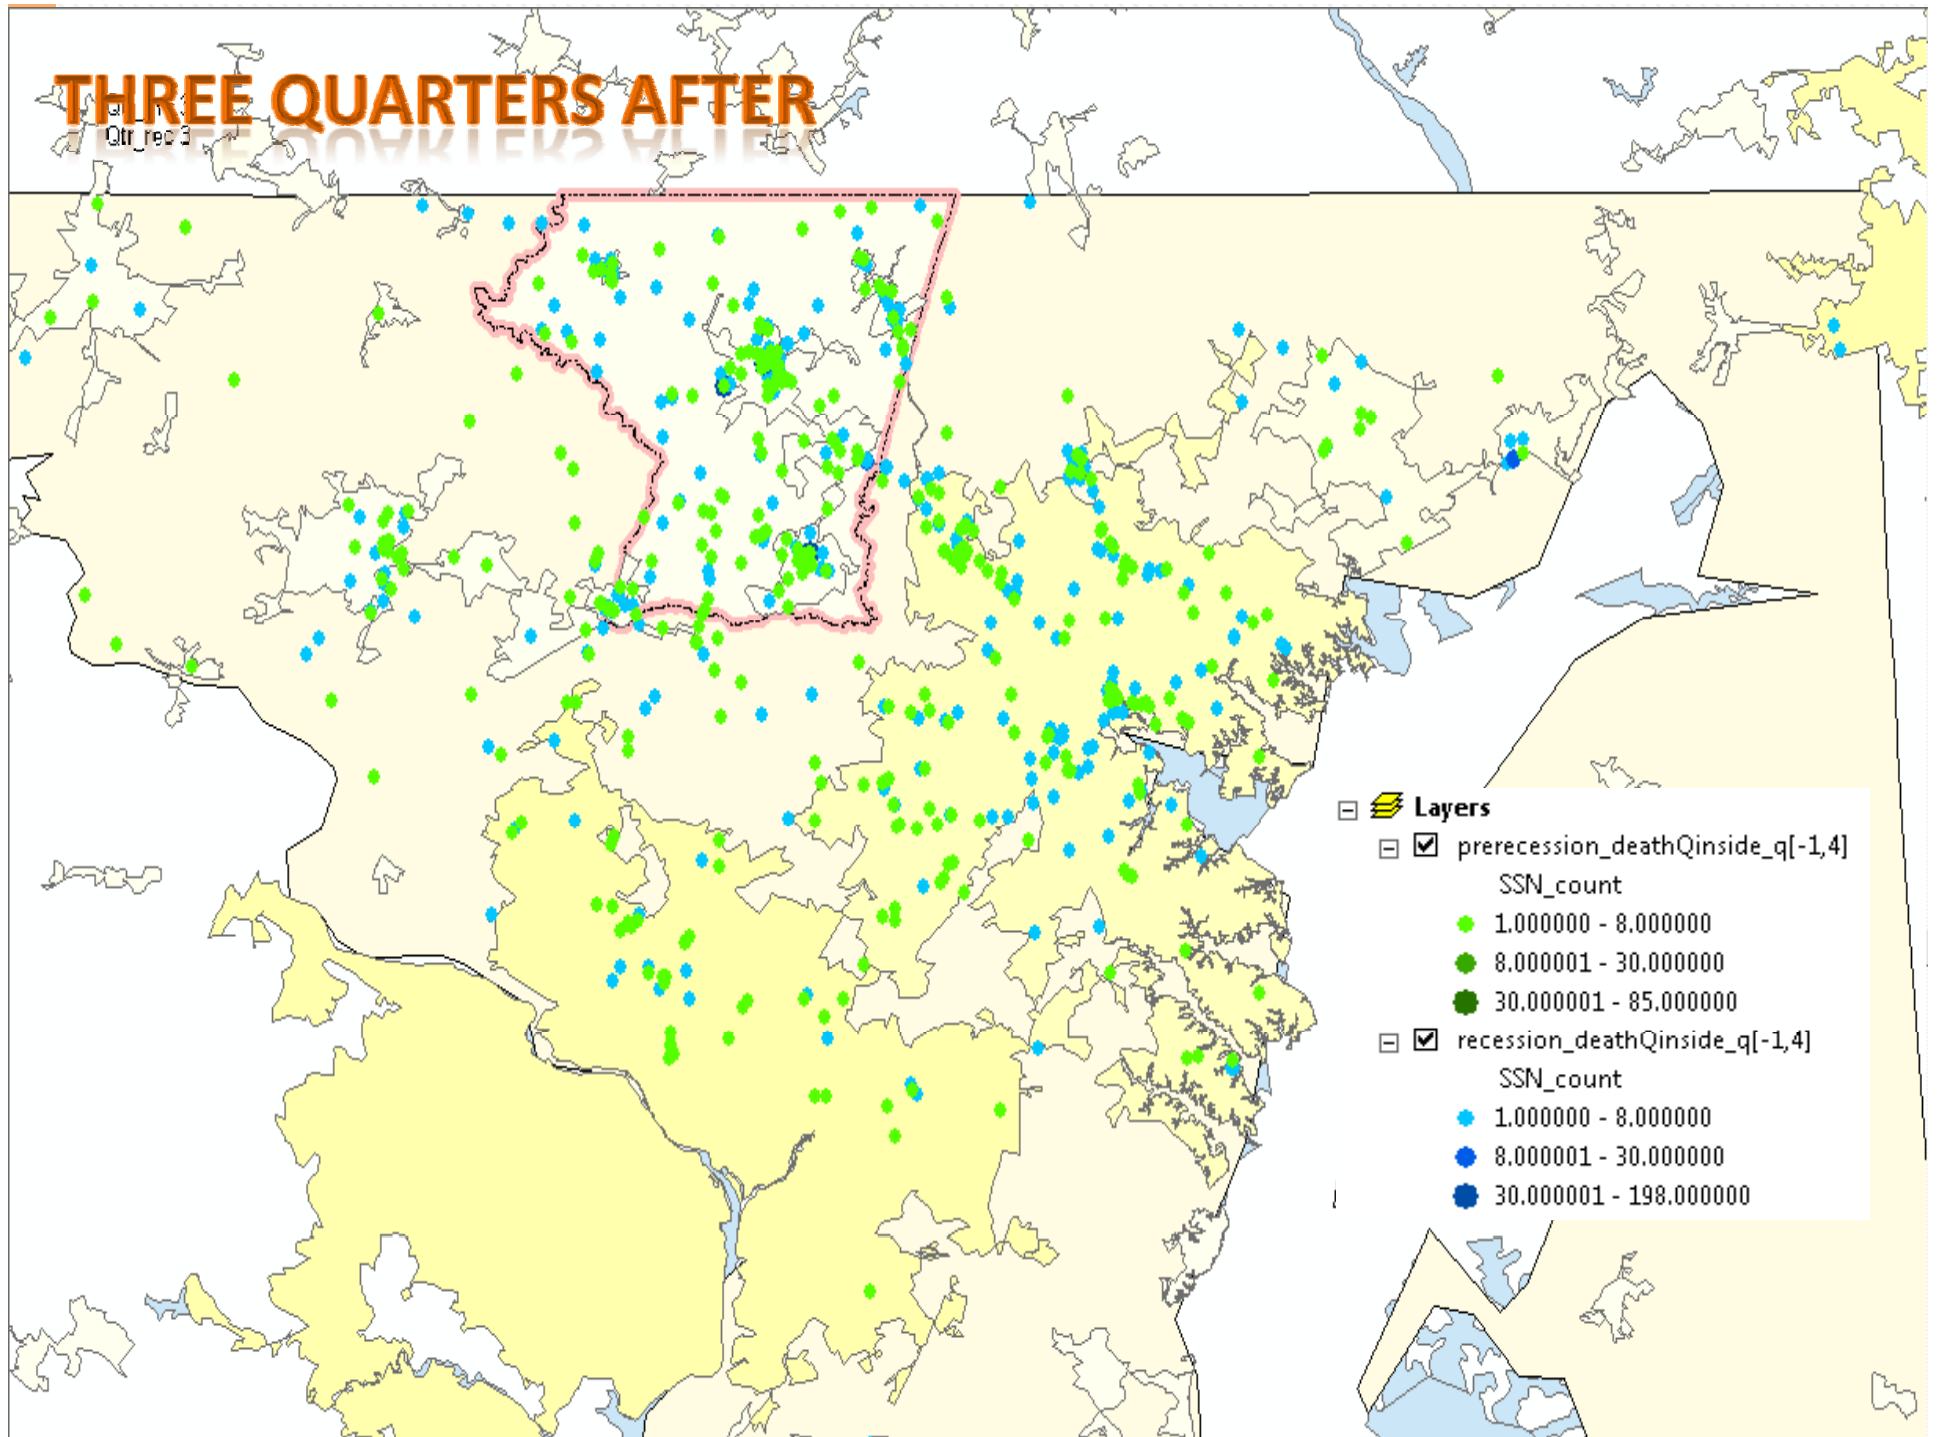 THREE QUARTERS AFTER
Qtr_rec 3
Layers
prerecession_deathQinside_q[-1,4]
SSN_count
1.000000 - 8.000000
8.000001 - 30.000000
30.000001 - 85.000000
recession_deathQinside_q[-1,4]
SSN_count
1.000000 - 8.000000
8.000001 - 30.000000
30.000001 - 198.000000